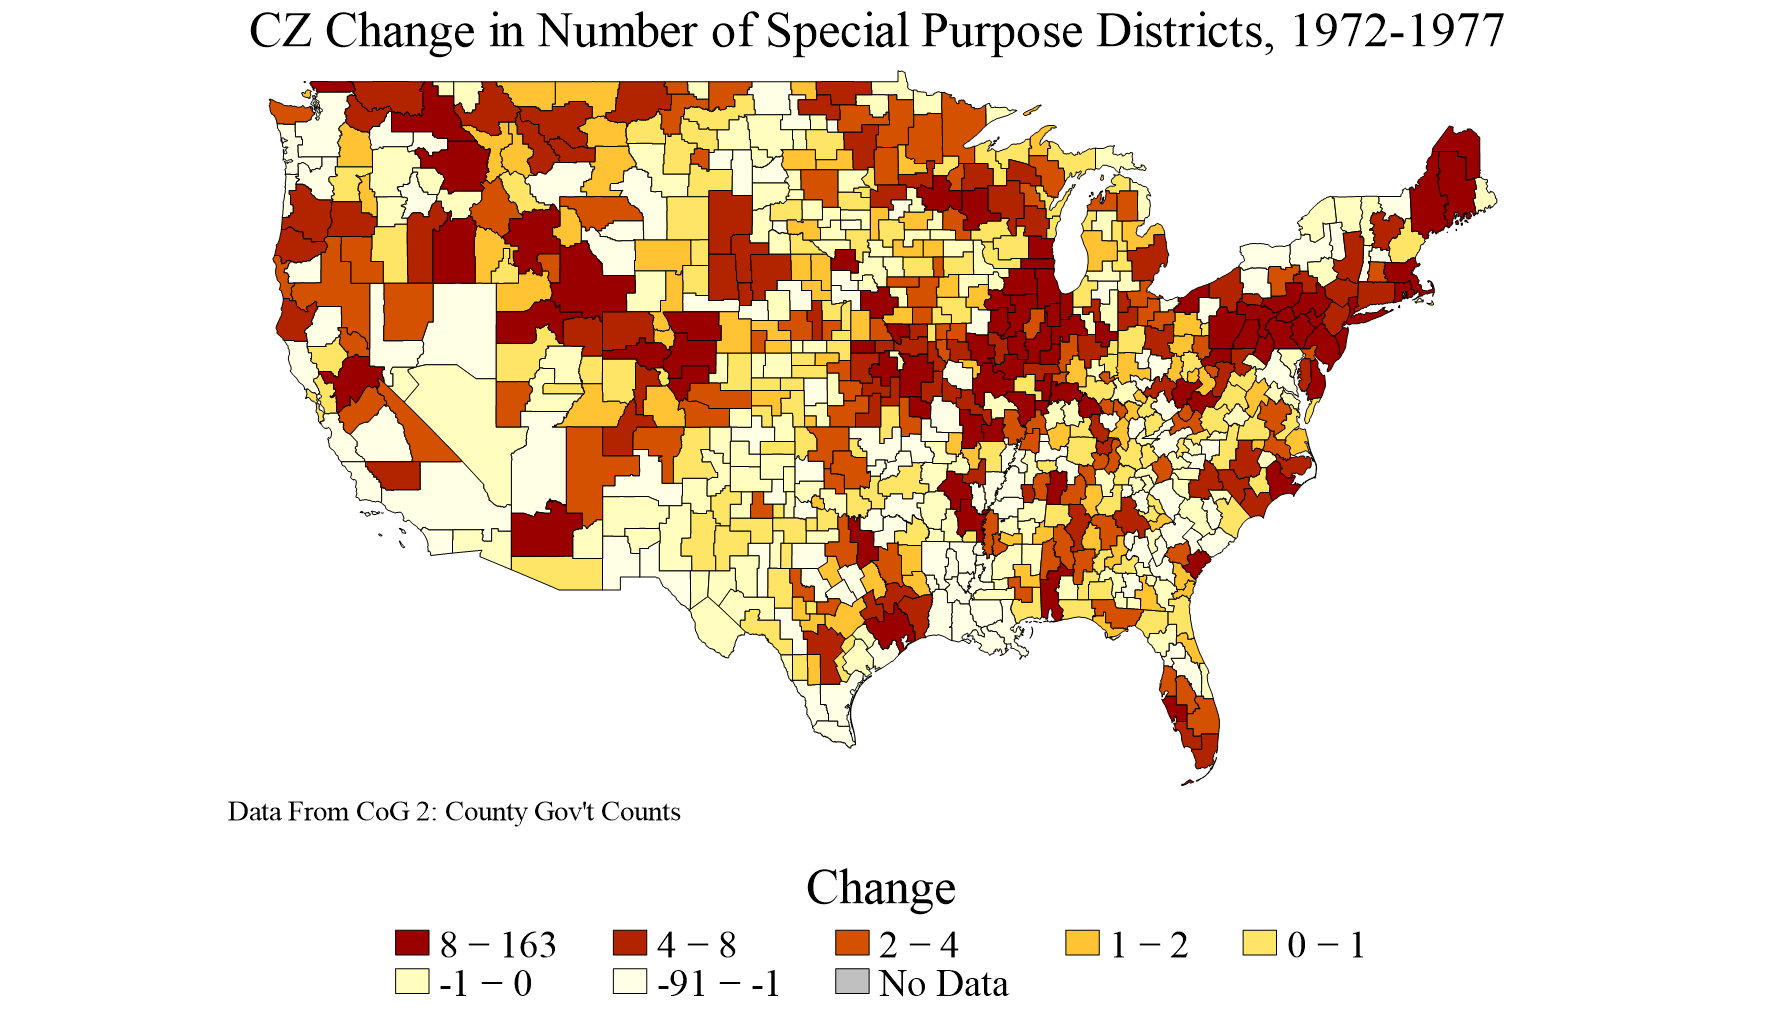 CZ Change in Number of Special Purpose Districts, 1972-1977
Data From CoG 2: County Gov't Counts
Change
8 − 163
4 − 8
2 − 4
1 − 2
0 − 1
-1 − 0
-91 − -1
No Data